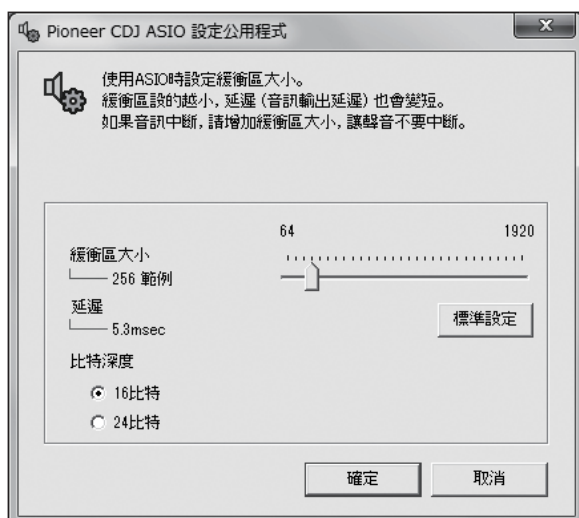 Pioneer CDJ ASIO 設定公用程式
使用ASIO時設定緩衝區大小。
緩衝區設的越小, 延遲 (音訊輸出延遲) 也會變短。
如果音訊中斷, 請增加緩衝區大小, 讓聲音不要中斷。
64 1920
緩衝區大小
256 範例
延遲
5.3msec
標準設定
比特深度
16比特
24比特
確定 取消